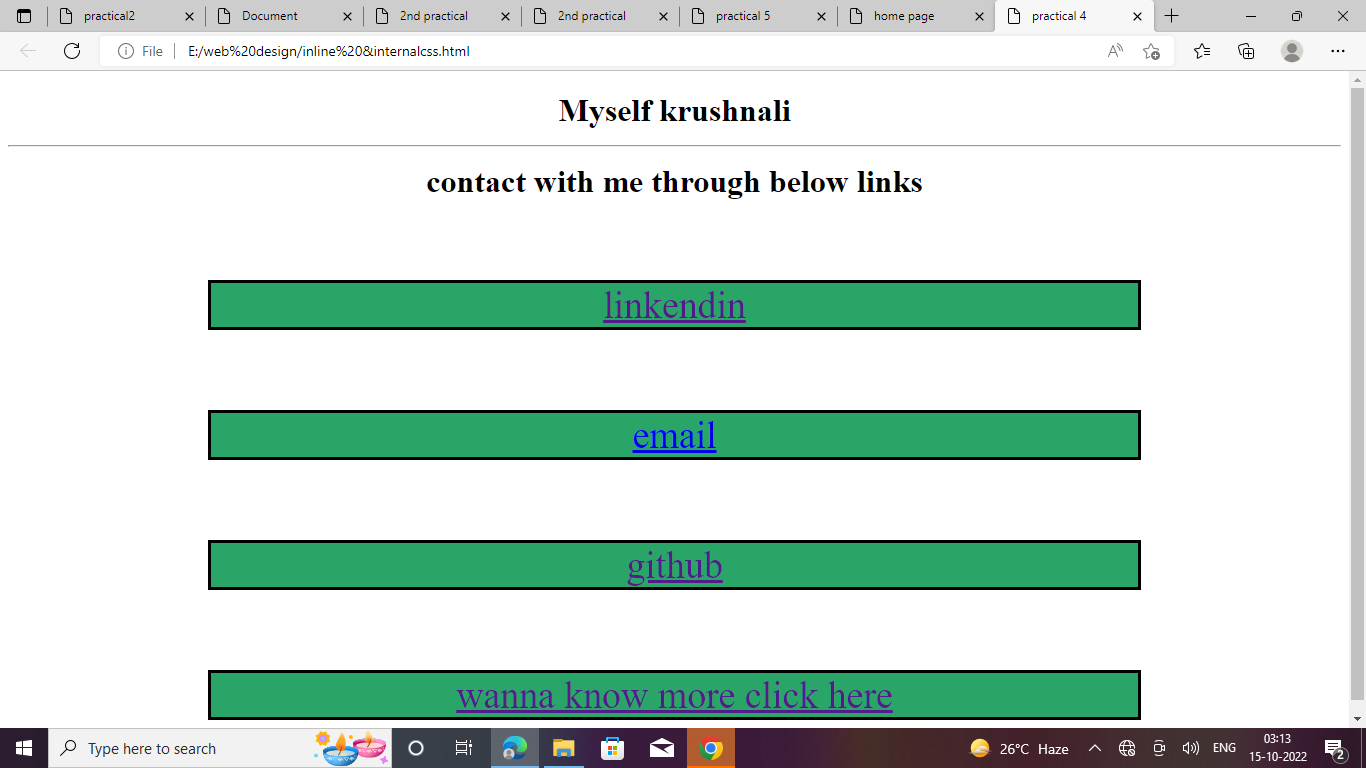 practical2
Document
2nd practical
2nd practical
practical 5
home page
practical 4
File
E:/web%20design/inline%20&internalcss.html
Myself krushnali
contact with me through below links
linkendin
email
github
wanna know more click here
Type here to search
26°C Haze
ENG
03:13
15-10-2022
2